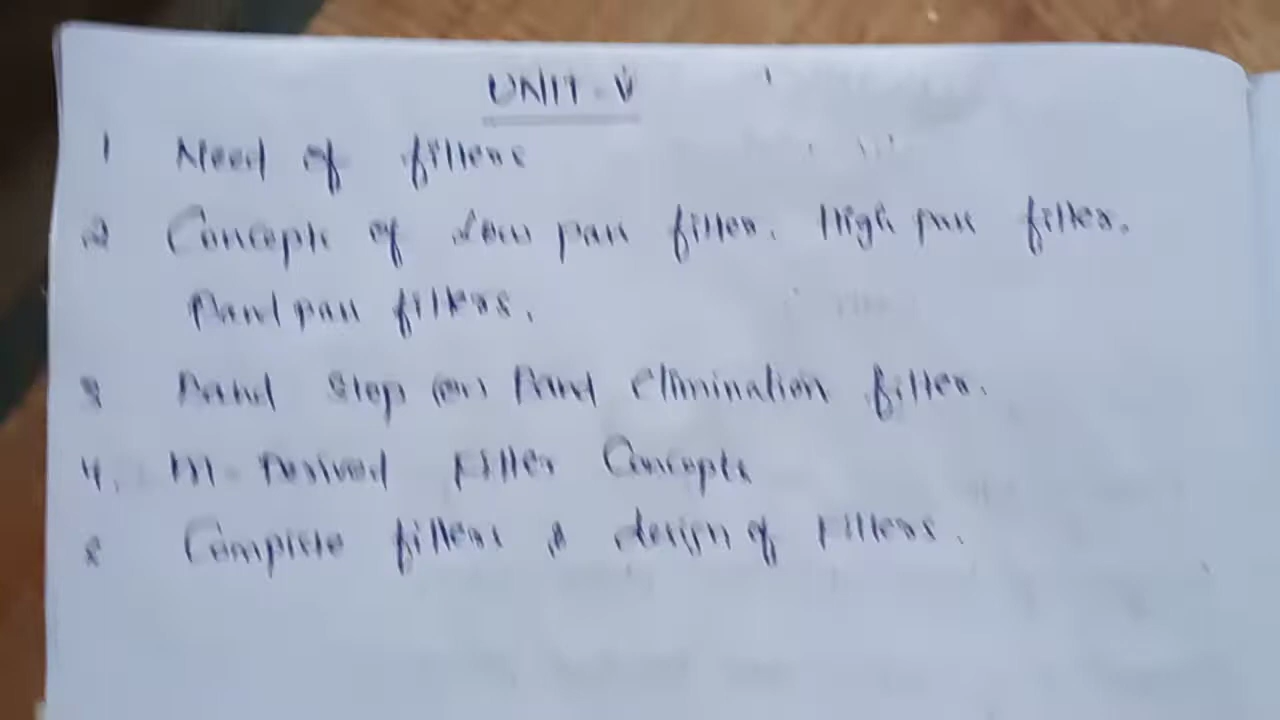 UNIT-V
1 Need of filters
2 Concepts of Low pass filter. High pass filter.
Band pass filters.
3 Band Stop (or) Band elimination filter.
4. m-Derived Filter Concepts
5 Complete filters & design of Filters.